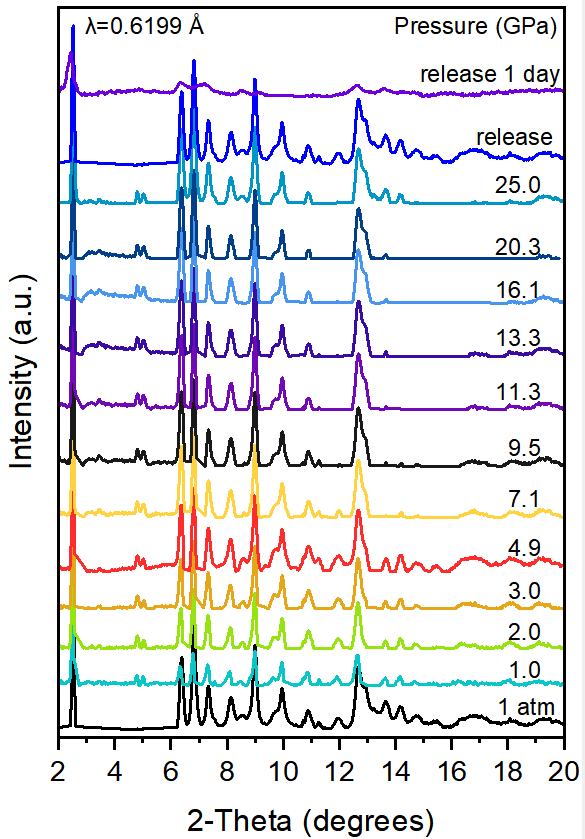 λ=0.6199 Å
Pressure (GPa)
release 1 day
release
25.0
20.3
16.1
13.3
11.3
9.5
7.1
4.9
3.0
2.0
1.0
1 atm
Intensity (a.u.)
2 4 6 8 10 12 14 16 18 20
2-Theta (degrees)